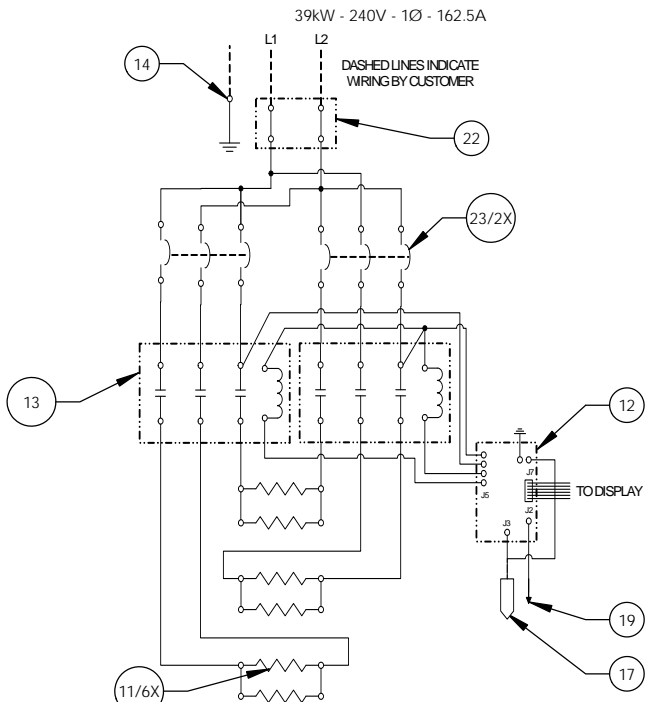 39kW - 240V - 1Ø - 162.5A
L1 L2
DASHED LINES INDICATE
WIRING BY CUSTOMER
14
22
23/2X
13
12
J7
J5
TO DISPLAY
J2
J3
19
17
11/6X